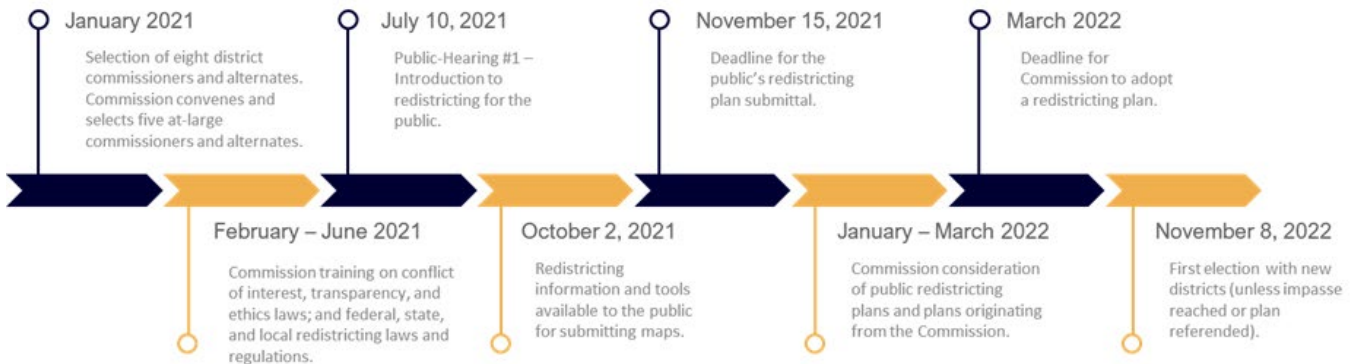 January 2021
Selection of eight district
commissioners and alternates.
Commission convenes and
selects five at-large
commissioners and alternates.
February – June 2021
Commission training on conflict
of interest, transparency, and
ethics laws; and federal, state,
and local redistricting laws and
regulations.
July 10, 2021
Public-Hearing #1 –
Introduction to
redistricting for the
public.
October 2, 2021
Redistricting
information and tools
available to the public
for submitting maps.
November 15, 2021
Deadline for the
public's redistricting
plan submittal.
January – March 2022
Commission consideration
of public redistricting
plans and plans originating
from the Commission.
March 2022
Deadline for
Commission to adopt
a redistricting plan.
November 8, 2022
First election with new
districts (unless impasse
reached or plan
referended).